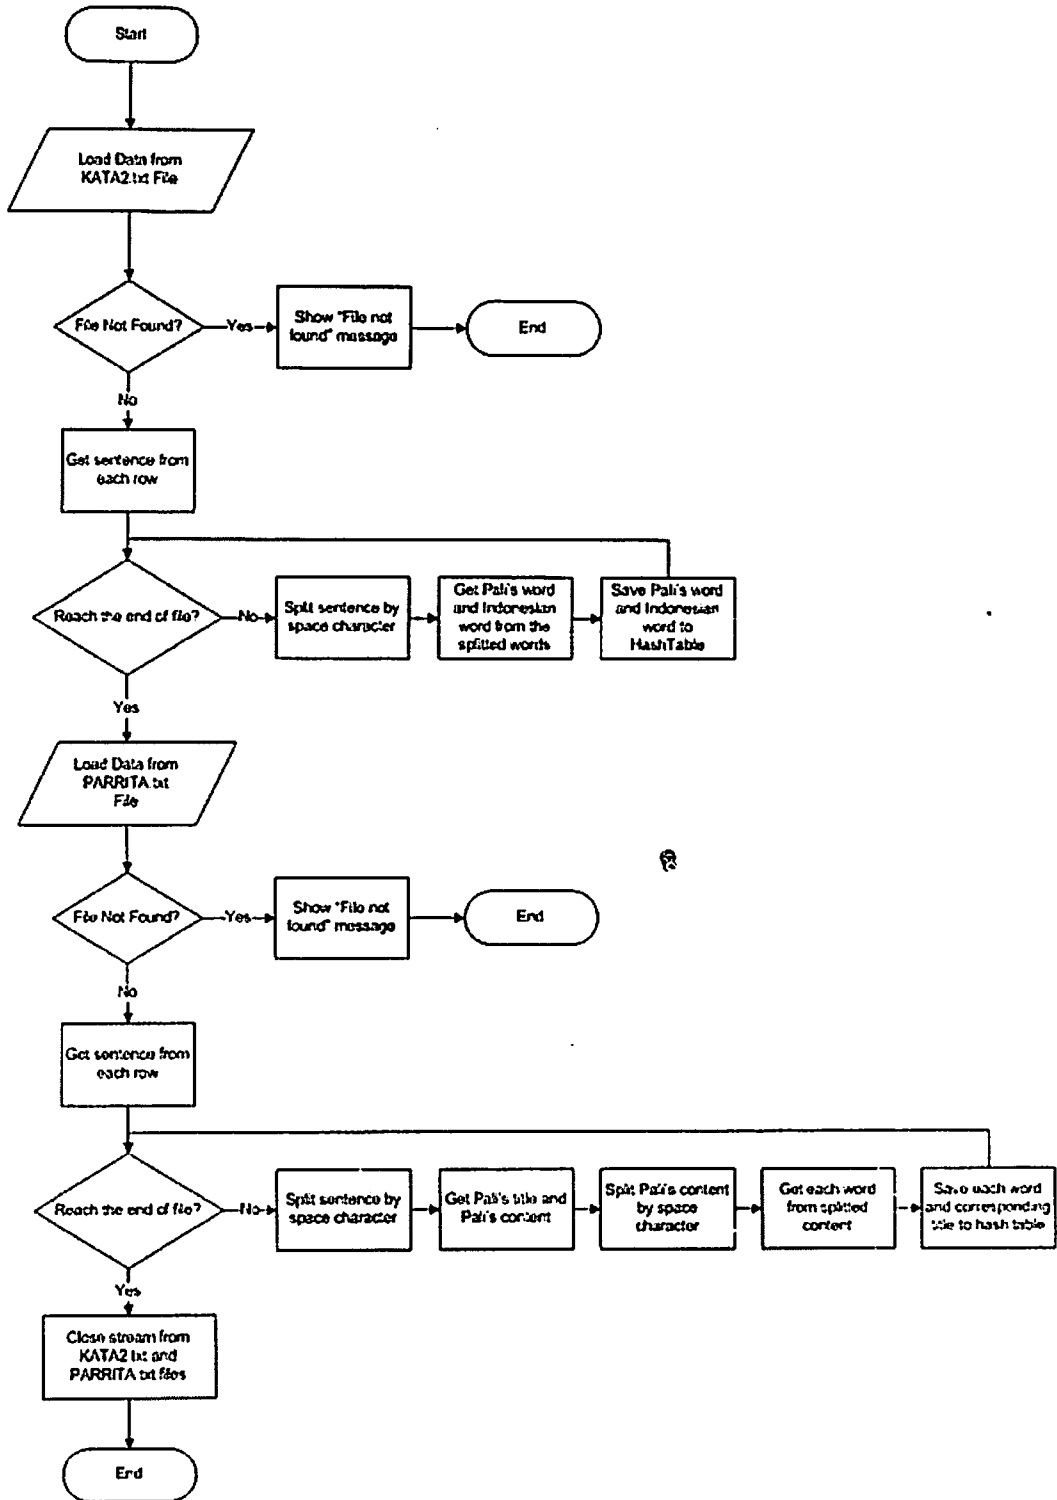 Start
Load Data from
KATA2.txt File
File Not Found?
Yes
Show "File not
found" message
End
No
Get sentence from
each row
Reach the end of file?
No
Split sentence by
space character
Get Pali's word
and Indonesian
word from the
splitted words
Save Pali's word
and Indonesian
word to
HashTable
Yes
Load Data from
PARRITA.txt
File
File Not Found?
Yes
Show "File not
found" message
End
No
Get sentence from
each row
Reach the end of file?
No
Split sentence by
space character
Get Pali's title and
Pali's content
Split Pali's content
by space
character
Get each word
from splitted
content
Save each word
and corresponding
title to hash table
Yes
Close stream from
KATA2.txt and
PARRITA.txt files
End